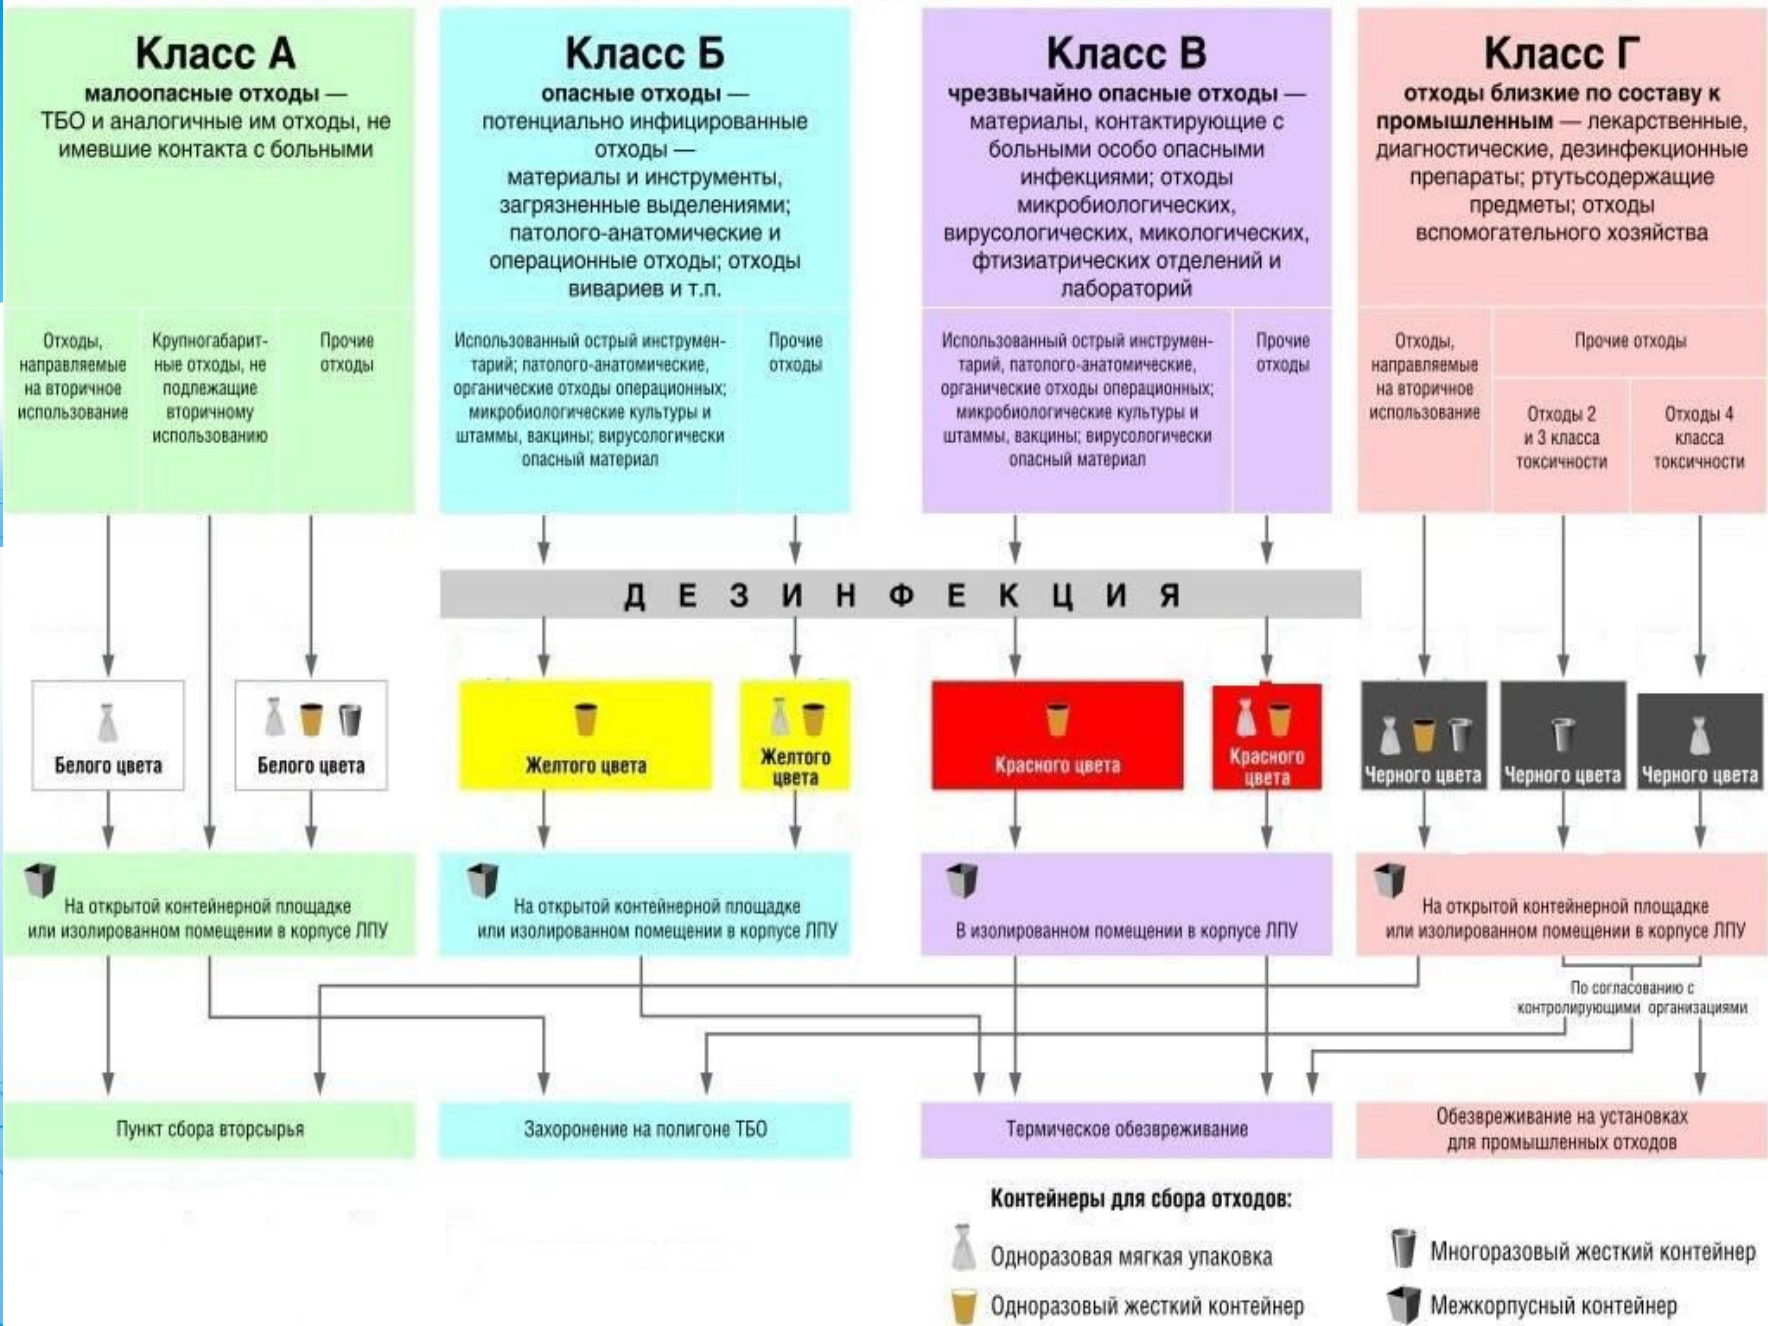 Класс А
малоопасные отходы —
ТБО и аналогичные им отходы, не
имевшие контакта с больными
Класс Б
опасные отходы —
потенциально инфицированные
отходы —
материалы и инструменты,
загрязненные выделениями;
патолого-анатомические и
операционные отходы; отходы
вивариев и т.п.
Класс В
чрезвычайно опасные отходы —
материалы, контактирующие с
больными особо опасными
инфекциями; отходы
микробиологических,
вирусологических, микологических,
фтизиатрических отделений и
лабораторий
Класс Г
отходы близкие по составу к
промышленным — лекарственные,
диагностические, дезинфекционные
препараты; ртутьсодержащие
предметы; отходы
вспомогательного хозяйства
Отходы,
направляемые
на вторичное
использование
Крупногабарит-
ные отходы, не
подлежащие
вторичному
использованию
Прочие
отходы
Использованный острый инструмен-
тарий; патолого-анатомические,
органические отходы операционных;
микробиологические культуры и
штаммы, вакцины; вирусологически
опасный материал
Прочие
отходы
Использованный острый инструмен-
тарий, патолого-анатомические,
органические отходы операционных;
микробиологические культуры и
штаммы, вакцины; вирусологически
опасный материал
Прочие
отходы
Отходы,
направляемые
на вторичное
использование
Прочие отходы
Отходы 2
и 3 класса
токсичности
Отходы 4
класса
токсичности
ДЕЗИНФЕКЦИЯ
Белого цвета
Белого цвета
Желтого цвета
Желтого
цвета
Красного цвета
Красного
цвета
Черного цвета
Черного цвета
Черного цвета
На открытой контейнерной площадке
или изолированном помещении в корпусе ЛПУ
На открытой контейнерной площадке
или изолированном помещении в корпусе ЛПУ
В изолированном помещении в корпусе ЛПУ
На открытой контейнерной площадке
или изолированном помещении в корпусе ЛПУ
По согласованию с
контролирующими организациями
Пункт сбора вторсырья
Захоронение на полигоне ТБО
Термическое обезвреживание
Обезвреживание на установках
для промышленных отходов
Контейнеры для сбора отходов:
Одноразовая мягкая упаковка
Одноразовый жесткий контейнер
Многоразовый жесткий контейнер
Межкорпусный контейнер